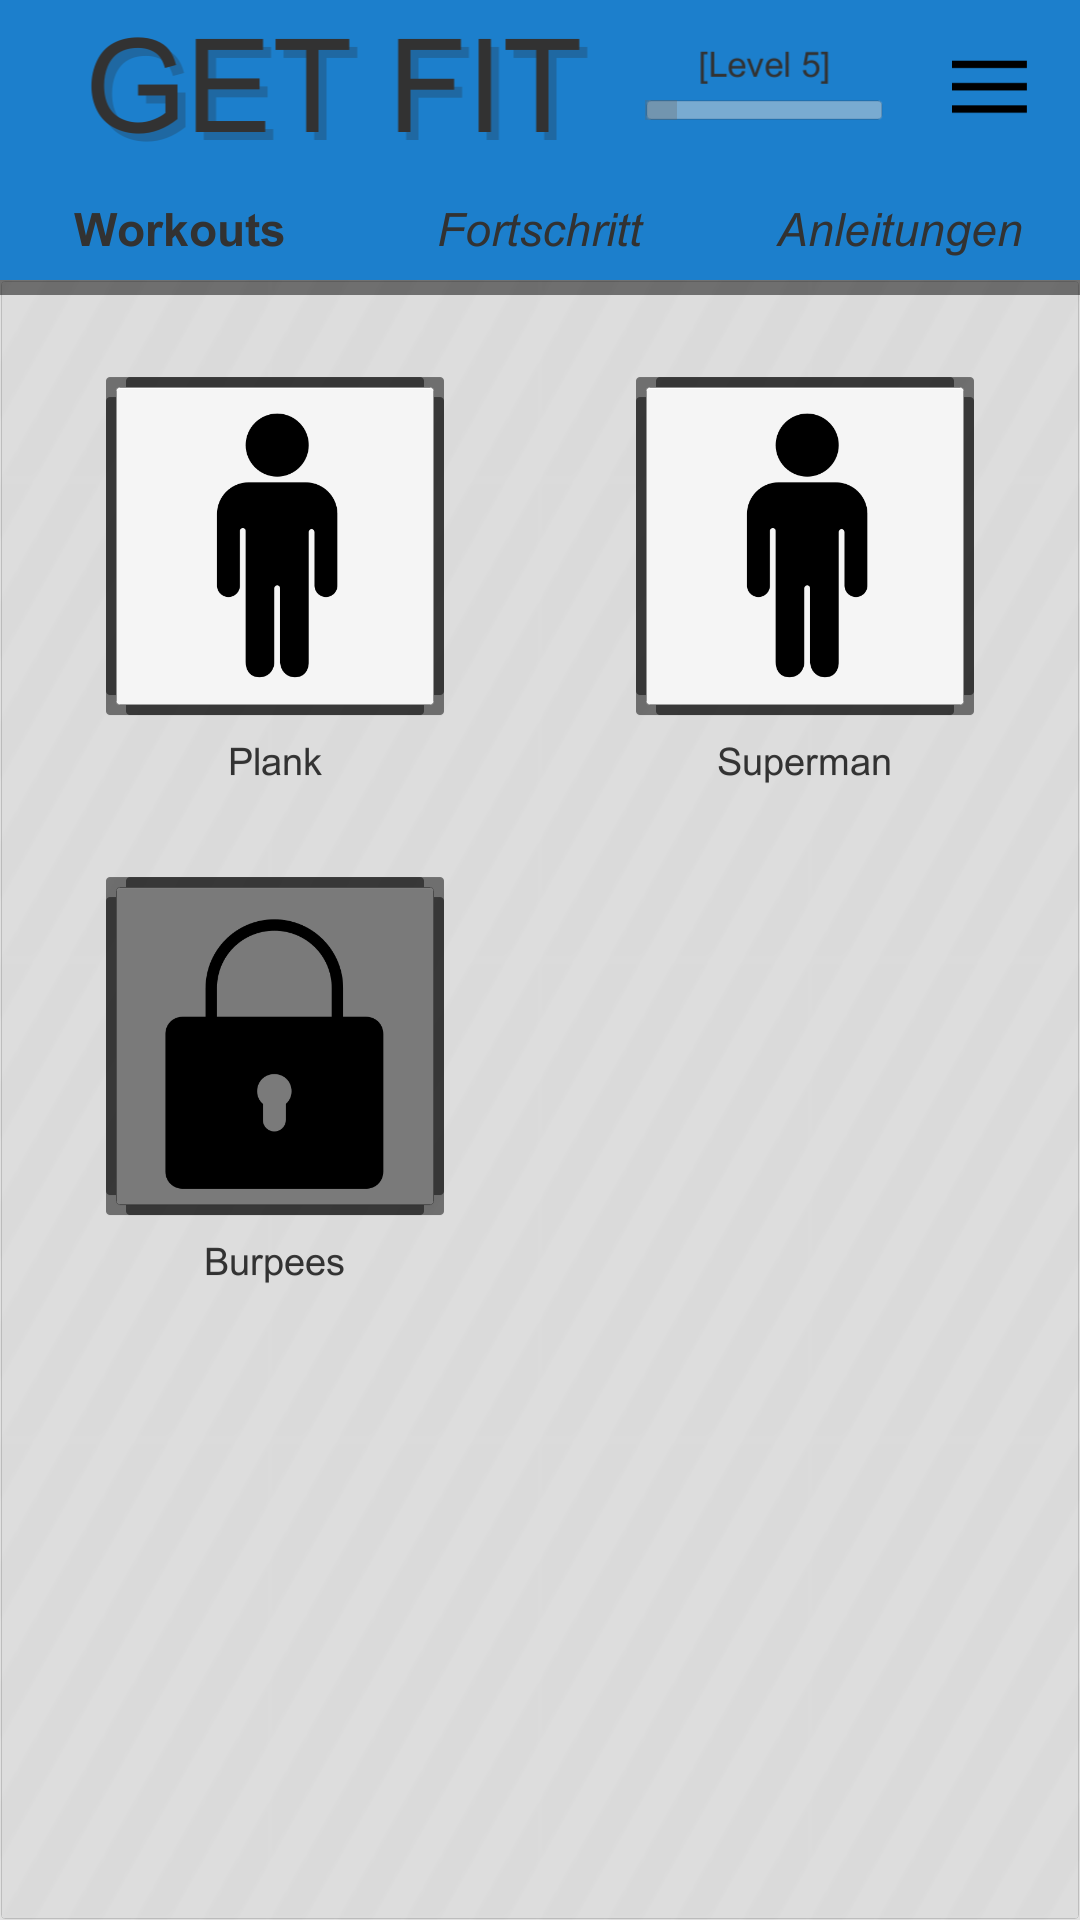 GET FIT
[Level 5]
Workouts
Fortschritt
Anleitungen
Plank
Superman
Burpees